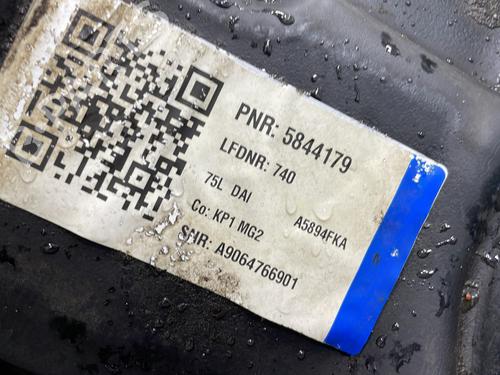 PNR: 5844179
LFDNR: 740
75L DAI A5894FKA
Co: KP1 MG2
SNR: A9064766901